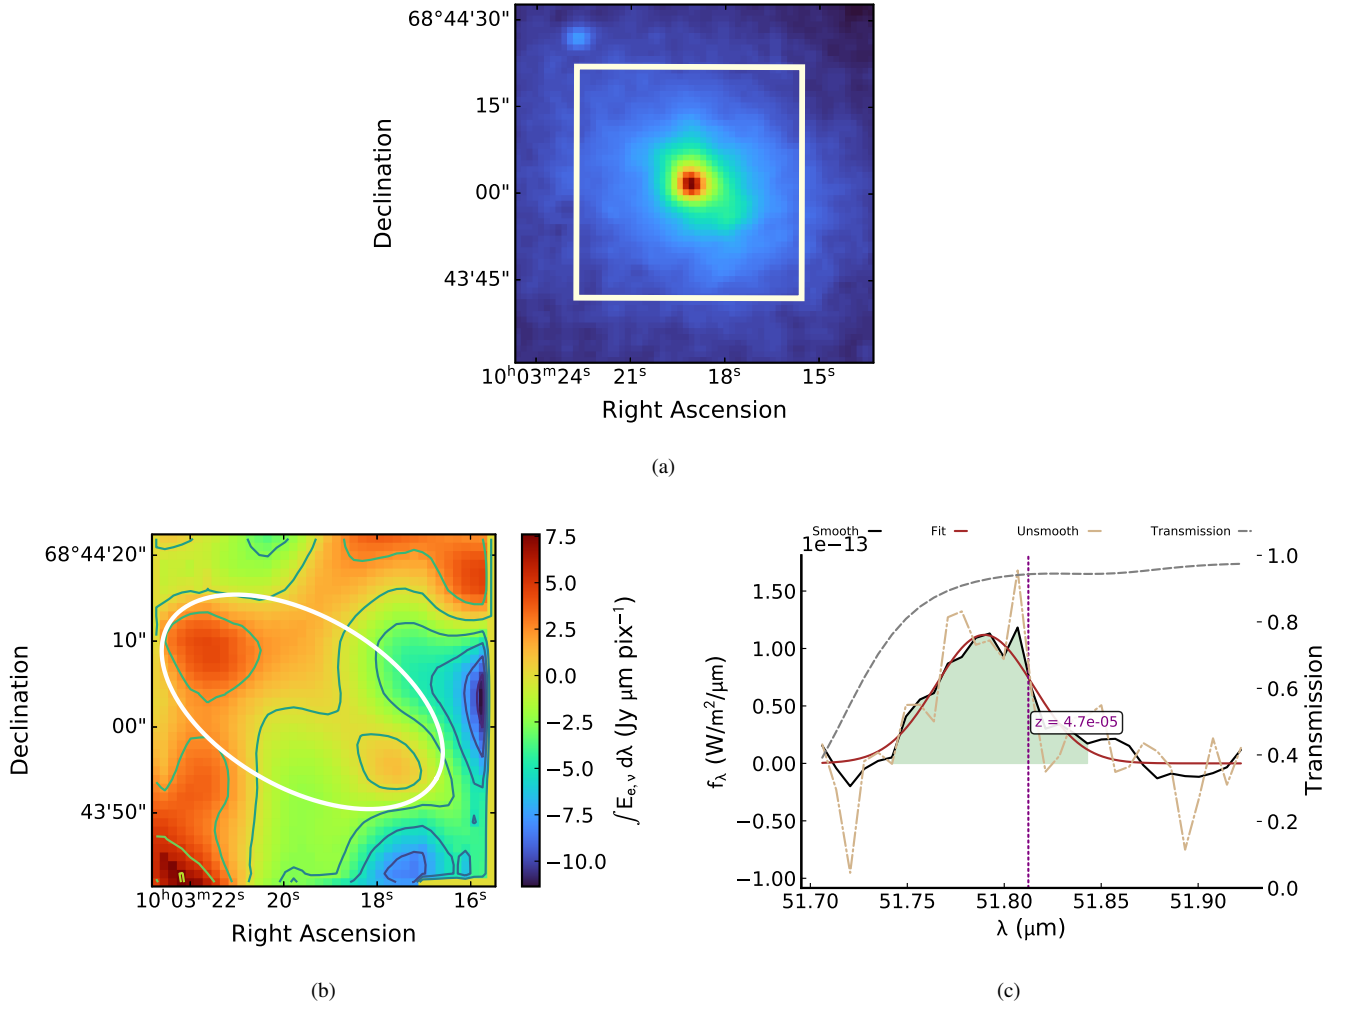 68°44'30"
15"
00"
43'45"
Declination
10ʰ03ᵐ24ˢ 21ˢ 18ˢ 15ˢ
Right Ascension
(a)
68°44'20"
10"
00"
43'50"
Declination
10ʰ03ᵐ22ˢ 20ˢ 18ˢ 16ˢ
Right Ascension
7.5
5.0
2.5
0.0
−2.5
−5.0
−7.5
−10.0
∫ E_{e,ν} dλ (Jy μm pix⁻¹)
(b)
Smooth Fit Unsmooth Transmission
1e−13
1.50
1.00
0.50
0.00
−0.50
−1.00
f_λ (W/m²/μm)
z = 4.7e-05
1.0
0.8
0.6
0.4
0.2
0.0
Transmission
51.70 51.75 51.80 51.85 51.90
λ (μm)
(c)